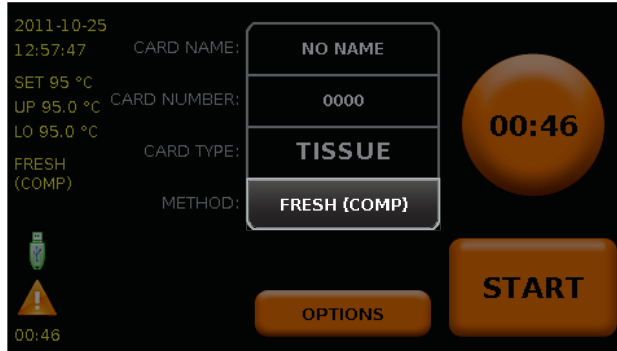 2011-10-25
12:57:47
SET 95 °C
UP 95.0 °C
LO 95.0 °C
FRESH
(COMP)
00:46
CARD NAME: NO NAME
CARD NUMBER: 0000
CARD TYPE: TISSUE
METHOD: FRESH (COMP)
OPTIONS
00:46
START